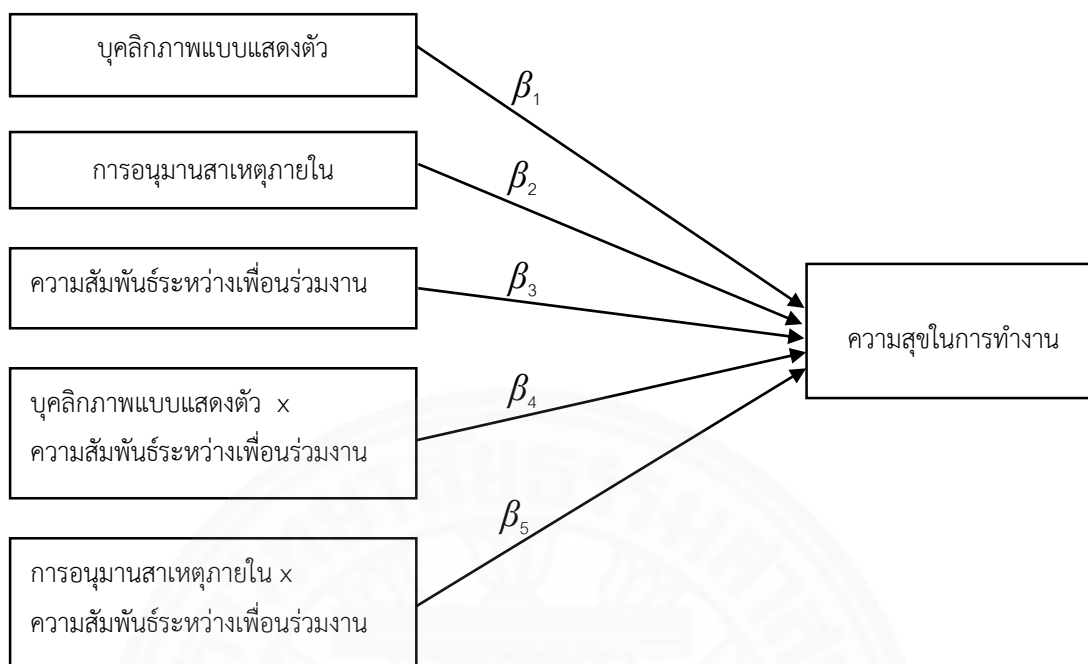 บุคลิกภาพแบบแสดงตัว
β1
การอนุมานสาเหตุภายใน
β2
ความสัมพันธ์ระหว่างเพื่อนร่วมงาน
β3
ความสุขในการทำงาน
บุคลิกภาพแบบแสดงตัว x
ความสัมพันธ์ระหว่างเพื่อนร่วมงาน
β4
การอนุมานสาเหตุภายใน x
ความสัมพันธ์ระหว่างเพื่อนร่วมงาน
β5